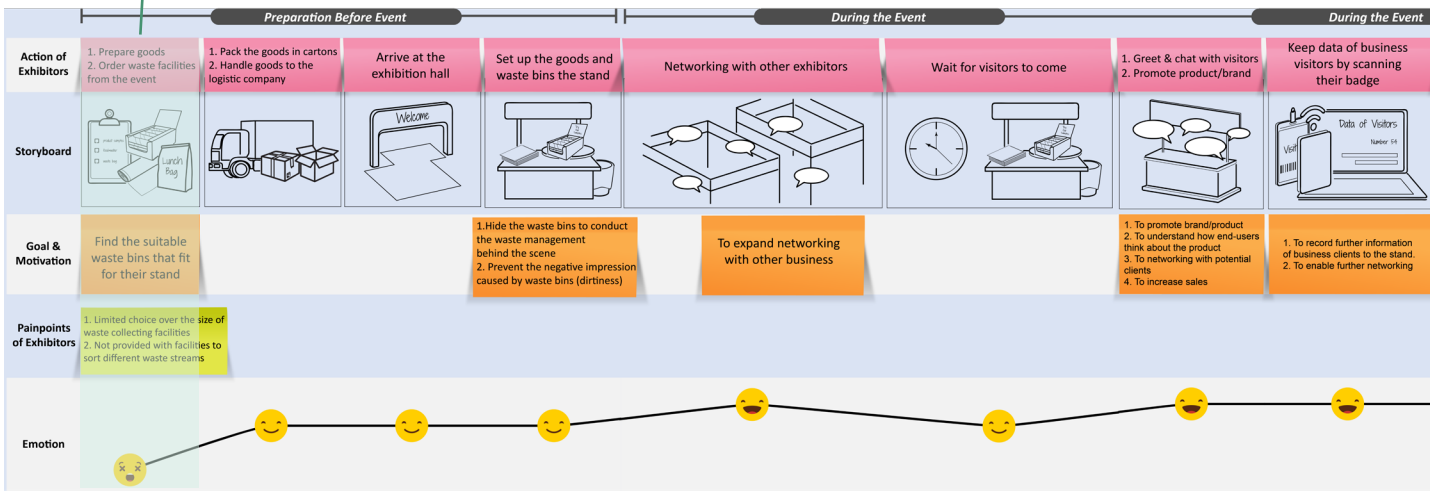 Preparation Before Event
During the Event
During the Event
Action of
Exhibitors
1. Prepare goods
2. Order waste facilities
from the event
1. Pack the goods in cartons
2. Handle goods to the
logistic company
Arrive at the
exhibition hall
Set up the goods and
waste bins the stand
Networking with other exhibitors
Wait for visitors to come
1. Greet & chat with visitors
2. Promote product/brand
Keep data of business
visitors by scanning
their badge
Storyboard
Lunch
Bag
Welcome
Visit
Data of Visitors
Number 54
Goal &
Motivation
Find the suitable
waste bins that fit
for their stand
1.Hide the waste bins to conduct
the waste management
behind the scene
2. Prevent the negative impression
caused by waste bins (dirtiness)
To expand networking
with other business
1. To promote brand/product
2. To understand how end-users
think about the product
3. To networking with potential
clients
4. To increase sales
1. To record further information
of business clients to the stand.
2. To enable further networking
Painpoints
of Exhibitors
1. Limited choice over the size of
waste collecting facilities
2. Not provided with facilities to
sort different waste streams
Emotion